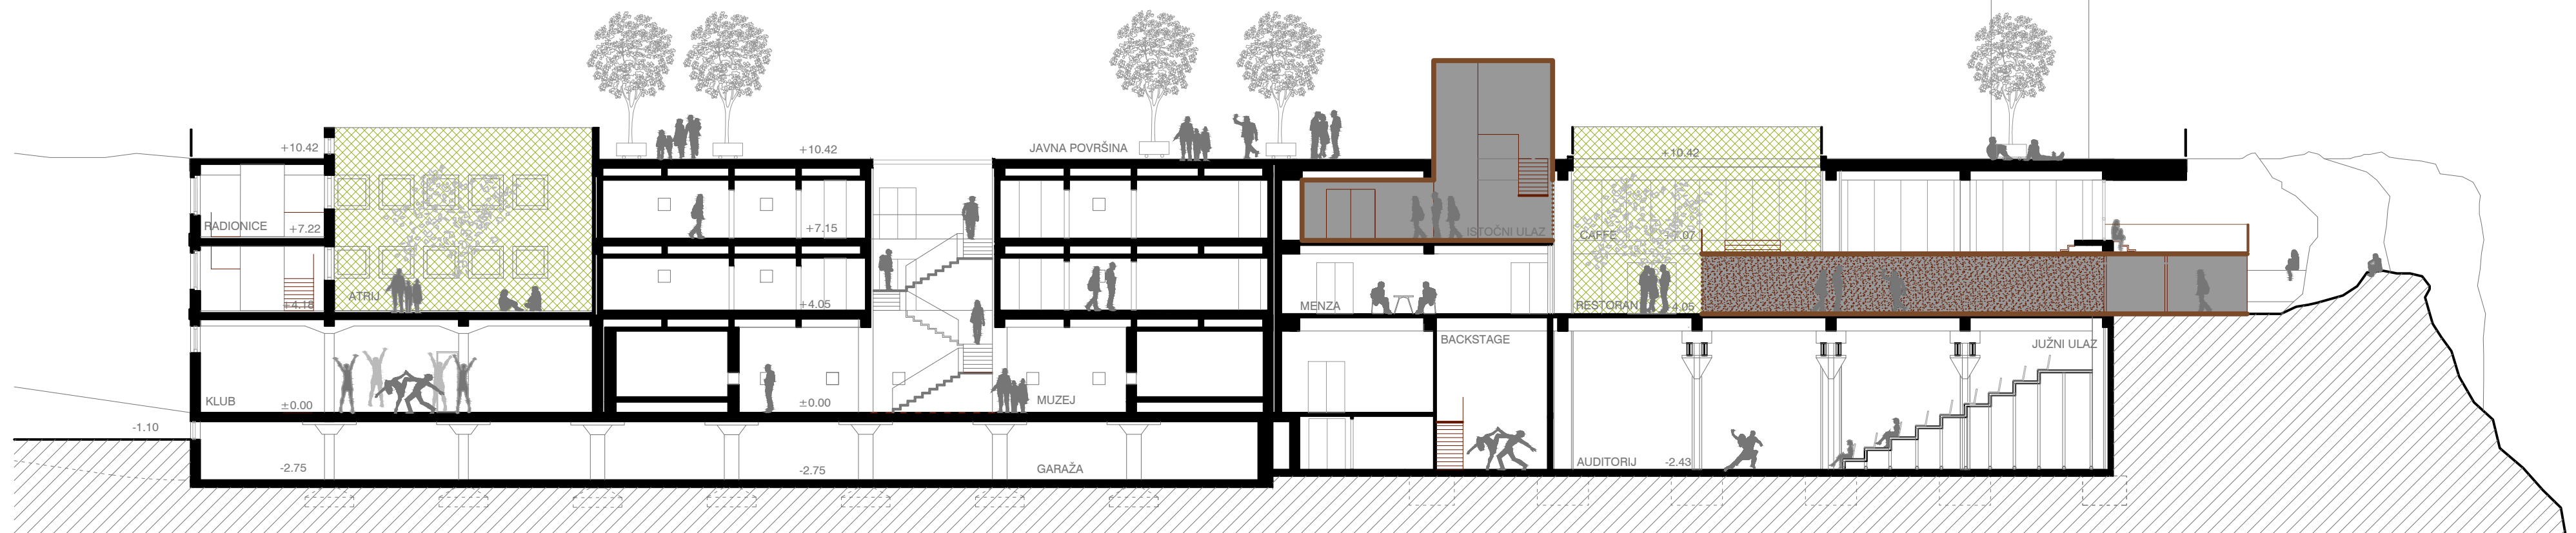 +10.42
+10.42
JAVNA POVRŠINA
+10.42
RADIONICE
+7.22
+7.15
ISTOČNI ULAZ
CAFFE
+7.07
ATRIJ
+4.18
+4.05
MENZA
RESTORAN
+4.05
BACKSTAGE
JUŽNI ULAZ
KLUB
±0.00
±0.00
MUZEJ
-1.10
-2.75
-2.75
GARAŽA
AUDITORIJ
-2.43